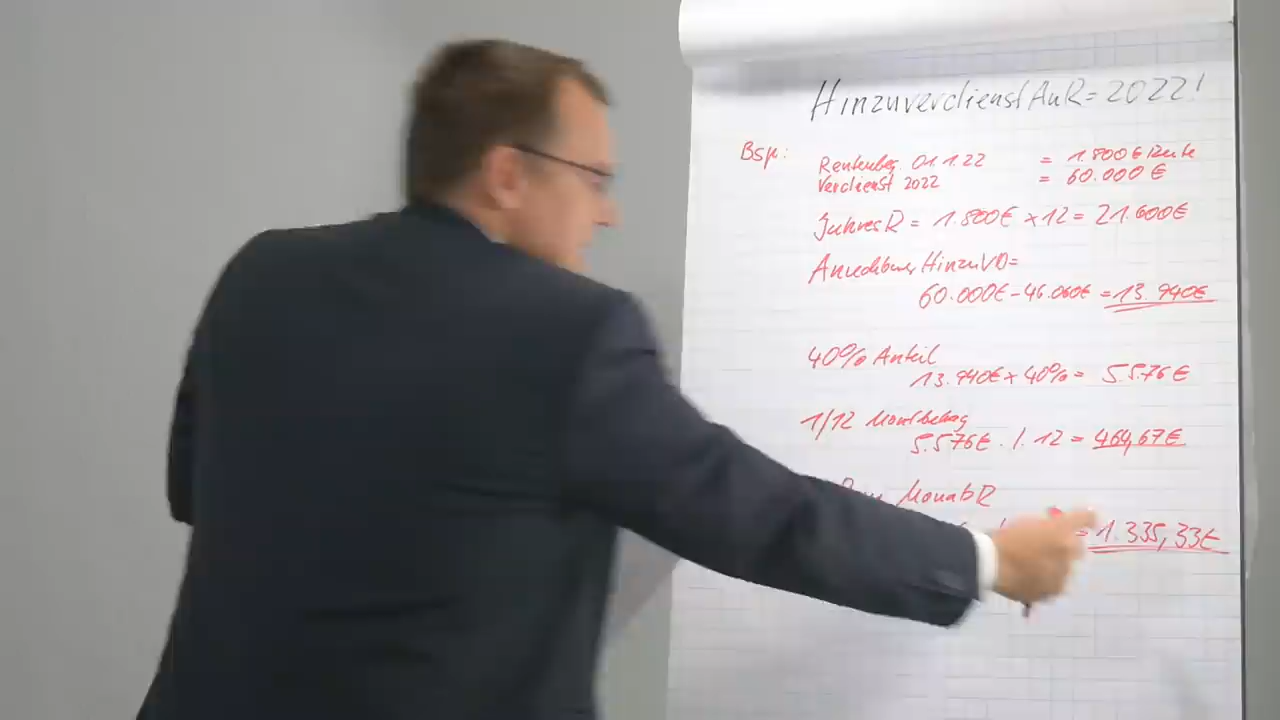 Hinzuverdienst AuR = 2022!
Bsp.: Rentenbeg. 01.1.22 = 1.800€ Rente
Verdienst 2022 = 60.000€
JahresR = 1.800€ x 12 = 21.600€
HinzuVD =
60.000€ - 46.060€ = 13.940€
40% Anteil
13.940€ x 40% = 5.576€
1/12 Monatsbetrag
5.576€ ./. 12 = 464,67€
MonatsR
= 1.335,33€